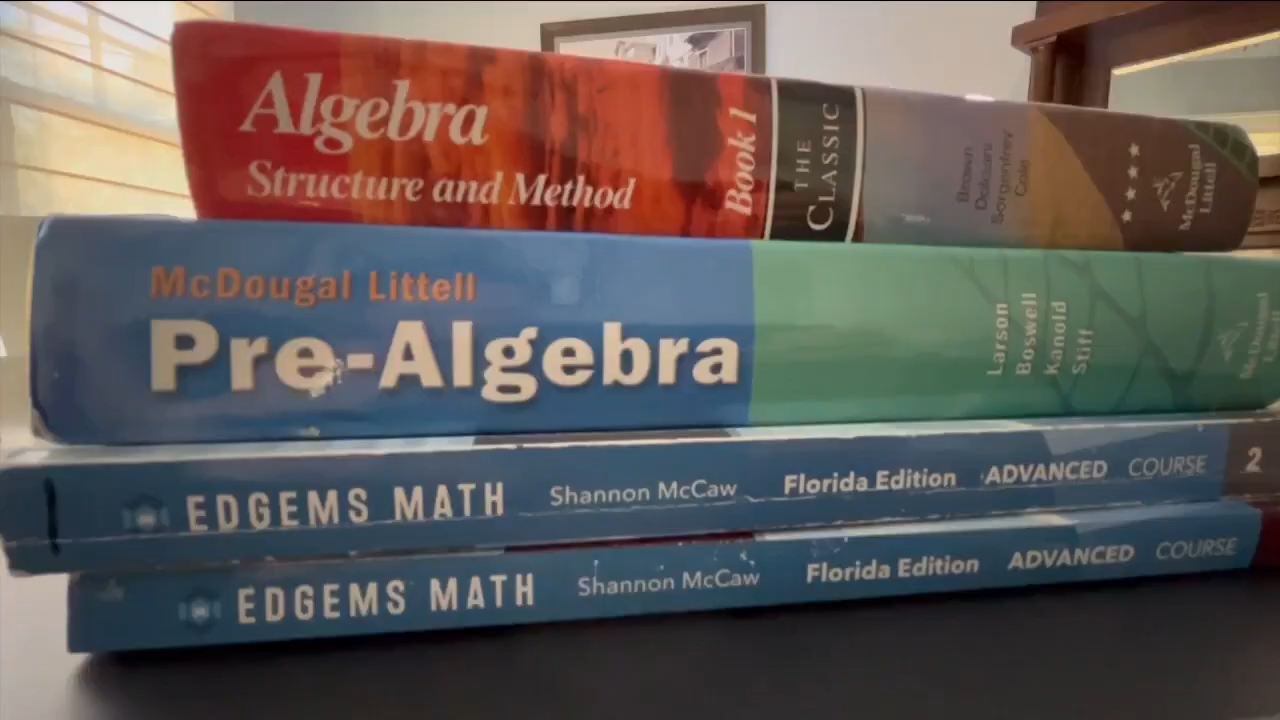 Algebra
Structure and Method
Book 1
THE
CLASSIC
Brown
Dolciani
Sorgenfrey
Cole
McDougal
Littell
McDougal Littell
Pre-Algebra
Larson
Boswell
Kanold
Stiff
McDougal
Littell
EDGEMS MATH Shannon McCaw Florida Edition ADVANCED COURSE 2
EDGEMS MATH Shannon McCaw Florida Edition ADVANCED COURSE